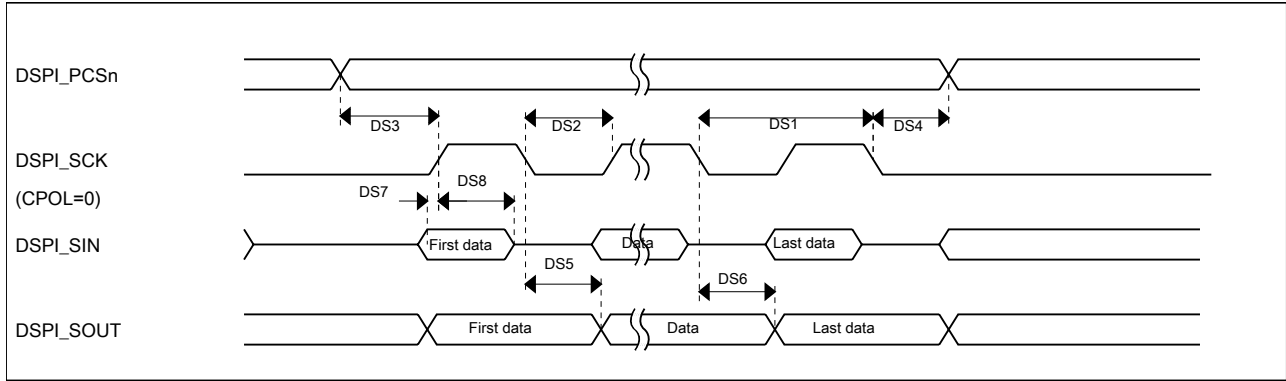 DSPI_PCSn
DS3
DS2
DS1
DS4
DSPI_SCK
(CPOL=0)
DS7
DS8
DSPI_SIN
First data
Data
Last data
DS5
DS6
DSPI_SOUT
First data
Data
Last data